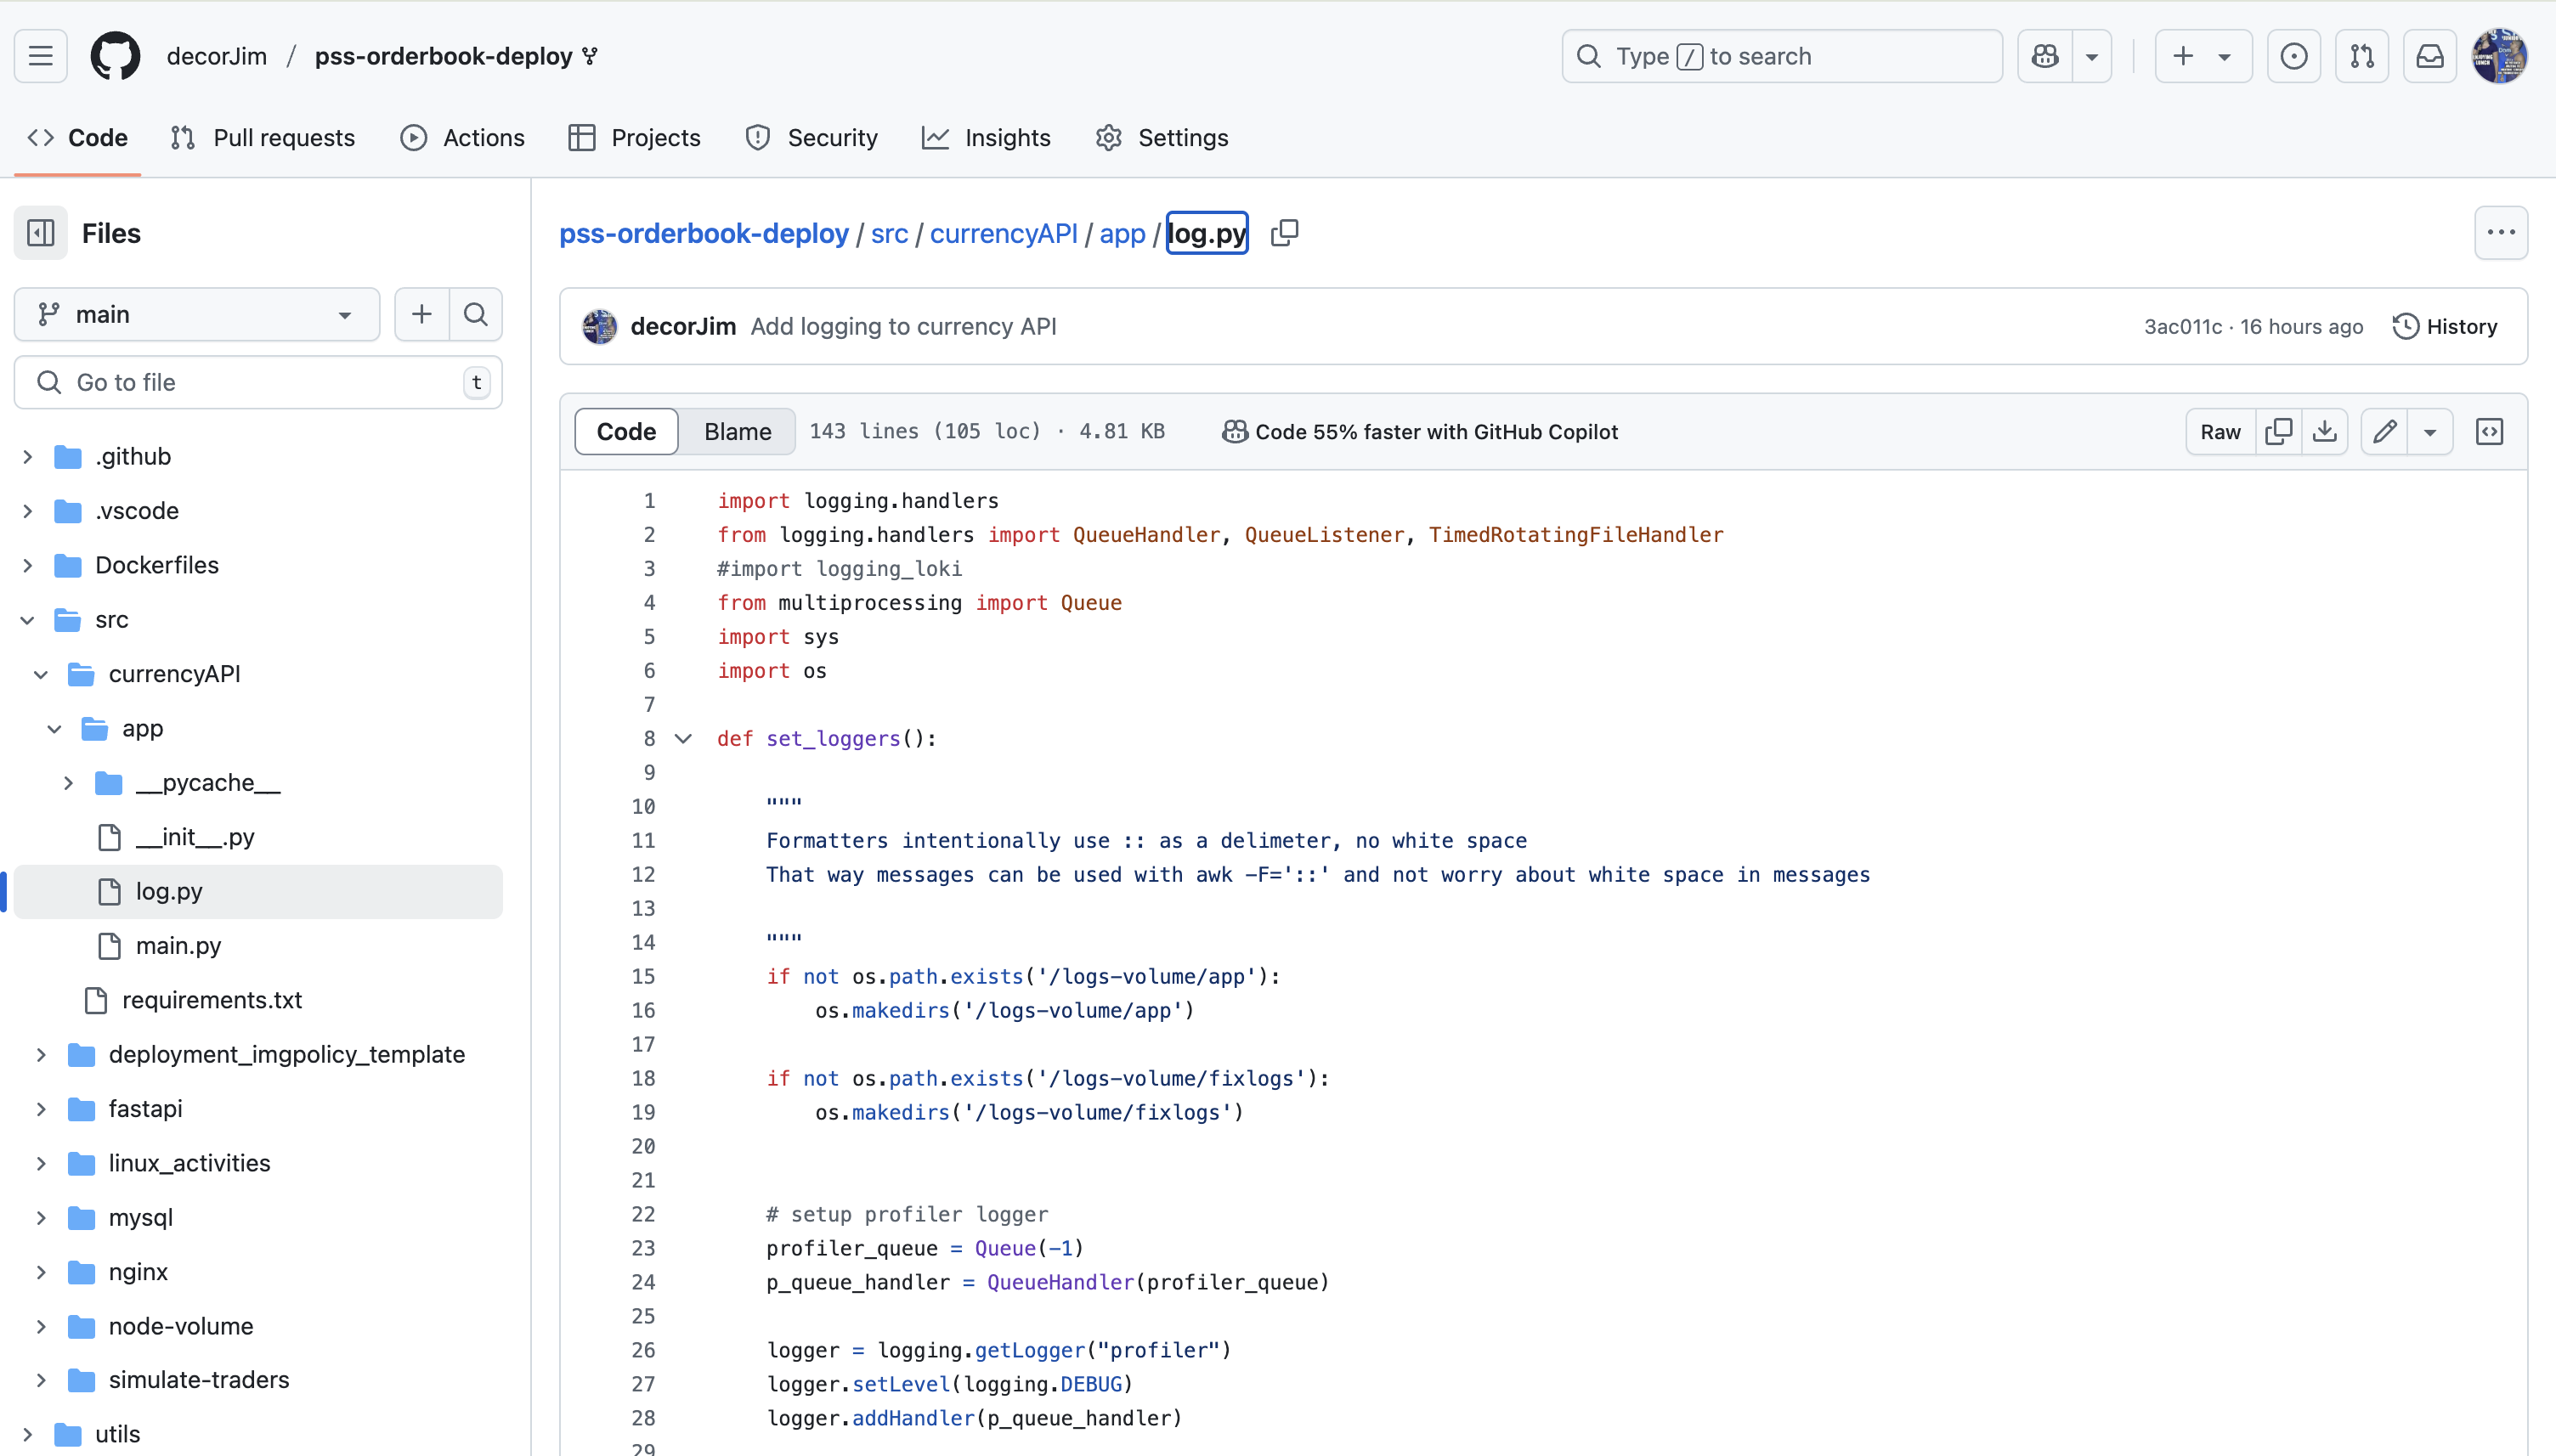 decorJim / pss-orderbook-deploy
Type / to search
Code Pull requests Actions Projects Security Insights Settings
Files
main
Go to file t
.github
.vscode
Dockerfiles
src
currencyAPI
app
__pycache__
__init__.py
log.py
main.py
requirements.txt
deployment_imgpolicy_template
fastapi
linux_activities
mysql
nginx
node-volume
simulate-traders
utils
pss-orderbook-deploy / src / currencyAPI / app / log.py
decorJim Add logging to currency API 3ac011c · 16 hours ago History
Code Blame 143 lines (105 loc) · 4.81 KB Code 55% faster with GitHub Copilot Raw
1 import logging.handlers
2 from logging.handlers import QueueHandler, QueueListener, TimedRotatingFileHandler
3 #import logging_loki
4 from multiprocessing import Queue
5 import sys
6 import os
7
8 def set_loggers():
9
10 """
11 Formatters intentionally use :: as a delimeter, no white space
12 That way messages can be used with awk -F='::' and not worry about white space in messages
13
14 """
15 if not os.path.exists('/logs-volume/app'):
16 os.makedirs('/logs-volume/app')
17
18 if not os.path.exists('/logs-volume/fixlogs'):
19 os.makedirs('/logs-volume/fixlogs')
20
21
22 # setup profiler logger
23 profiler_queue = Queue(-1)
24 p_queue_handler = QueueHandler(profiler_queue)
25
26 logger = logging.getLogger("profiler")
27 logger.setLevel(logging.DEBUG)
28 logger.addHandler(p_queue_handler)
29